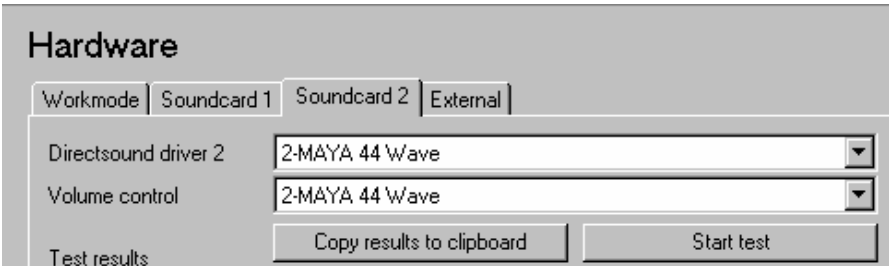 Hardware
Workmode Soundcard 1 Soundcard 2 External
Directsound driver 2 2-MAYA 44 Wave
Volume control 2-MAYA 44 Wave
Test results Copy results to clipboard Start test